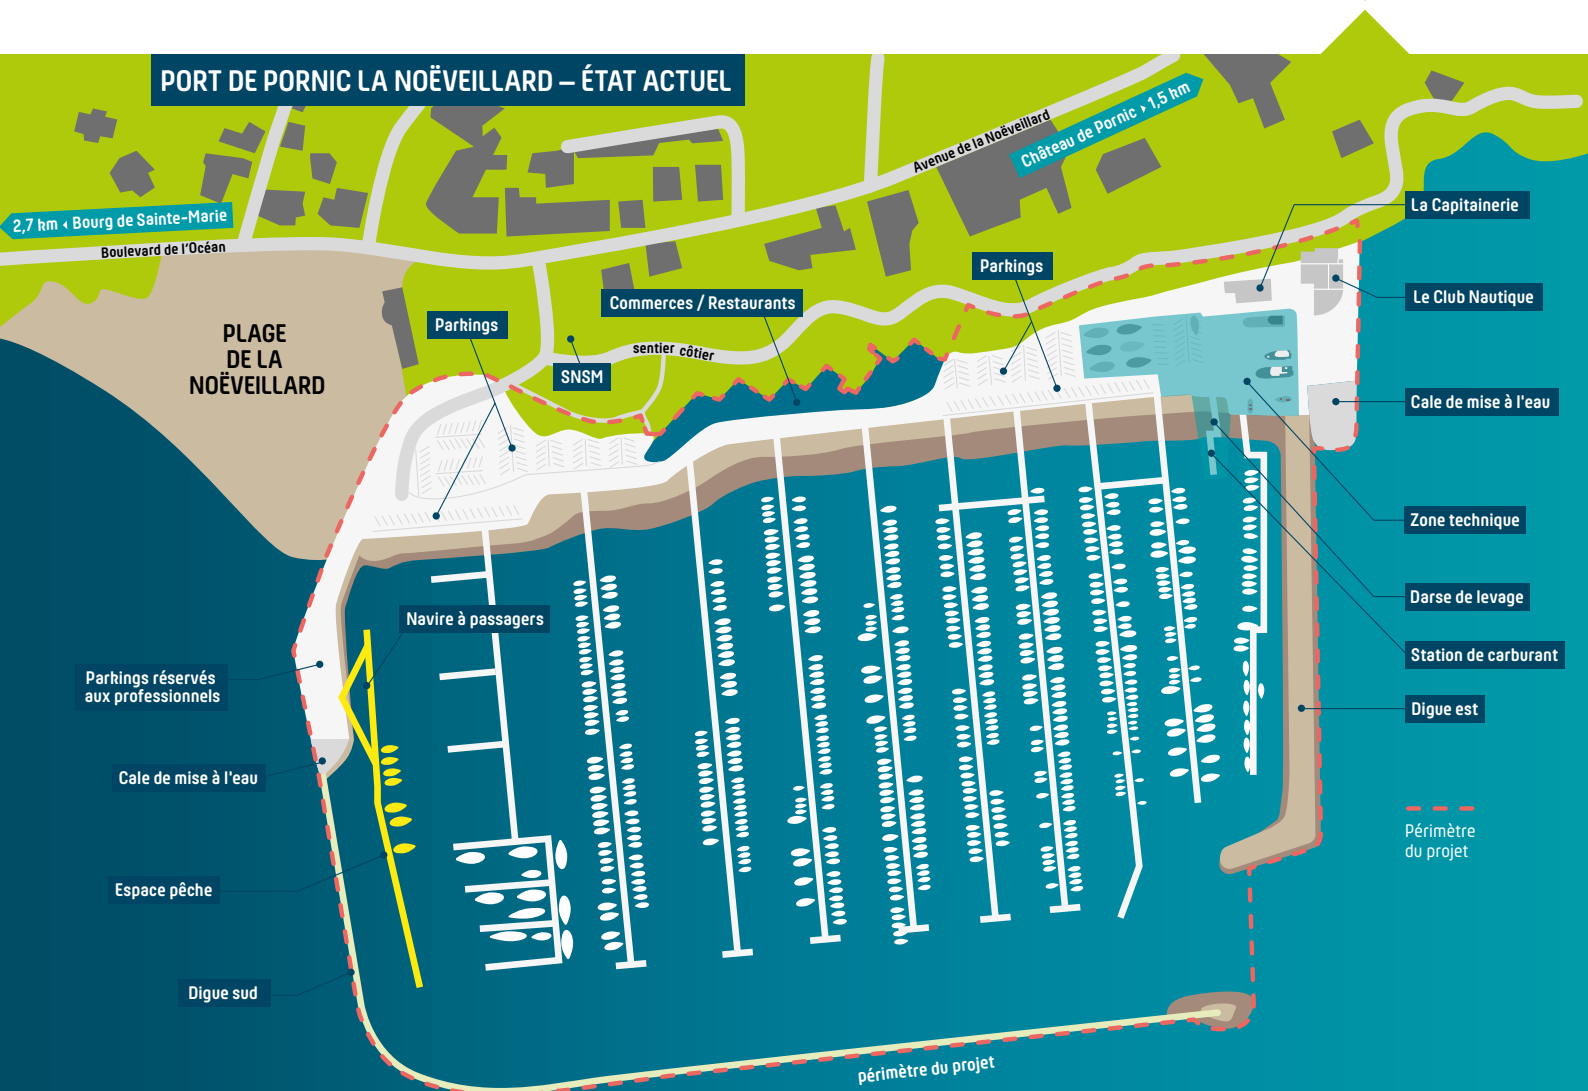 PORT DE PORNIC LA NOËVEILLARD – ÉTAT ACTUEL
Avenue de la Noëveillard
Château de Pornic 1,5 km
2,7 km Bourg de Sainte-Marie
Boulevard de l'Océan
La Capitainerie
Parkings
Le Club Nautique
Commerces / Restaurants
Parkings
PLAGE
DE LA
NOËVEILLARD
sentier côtier
SNSM
Cale de mise à l'eau
Zone technique
Darse de levage
Navire à passagers
Station de carburant
Parkings réservés
aux professionnels
Digue est
Cale de mise à l'eau
Périmètre
du projet
Espace pêche
Digue sud
périmètre du projet